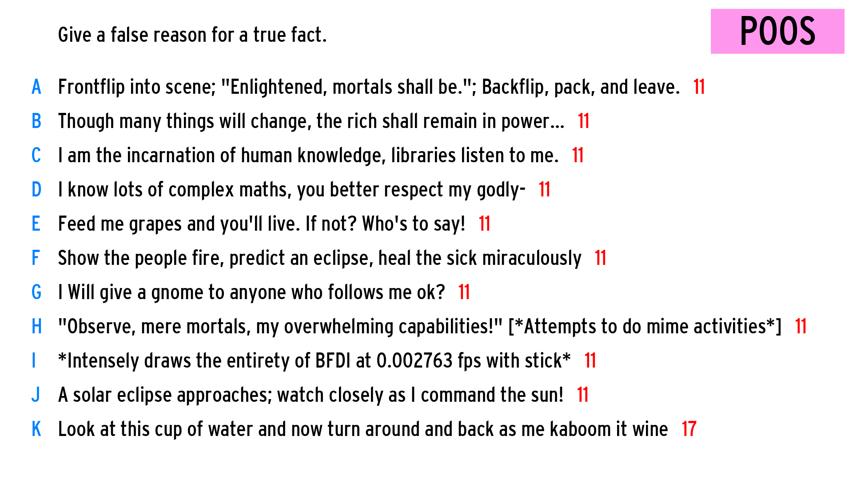 Give a false reason for a true fact.
POOS
A Frontflip into scene; "Enlightened, mortals shall be."; Backflip, pack, and leave. 11
B Though many things will change, the rich shall remain in power... 11
C I am the incarnation of human knowledge, libraries listen to me. 11
D I know lots of complex maths, you better respect my godly- 11
E Feed me grapes and you'll live. If not? Who's to say! 11
F Show the people fire, predict an eclipse, heal the sick miraculously 11
G I Will give a gnome to anyone who follows me ok? 11
H "Observe, mere mortals, my overwhelming capabilities!" [*Attempts to do mime activities*] 11
I *Intensely draws the entirety of BFDI at 0.002763 fps with stick* 11
J A solar eclipse approaches; watch closely as I command the sun! 11
K Look at this cup of water and now turn around and back as me kaboom it wine 17